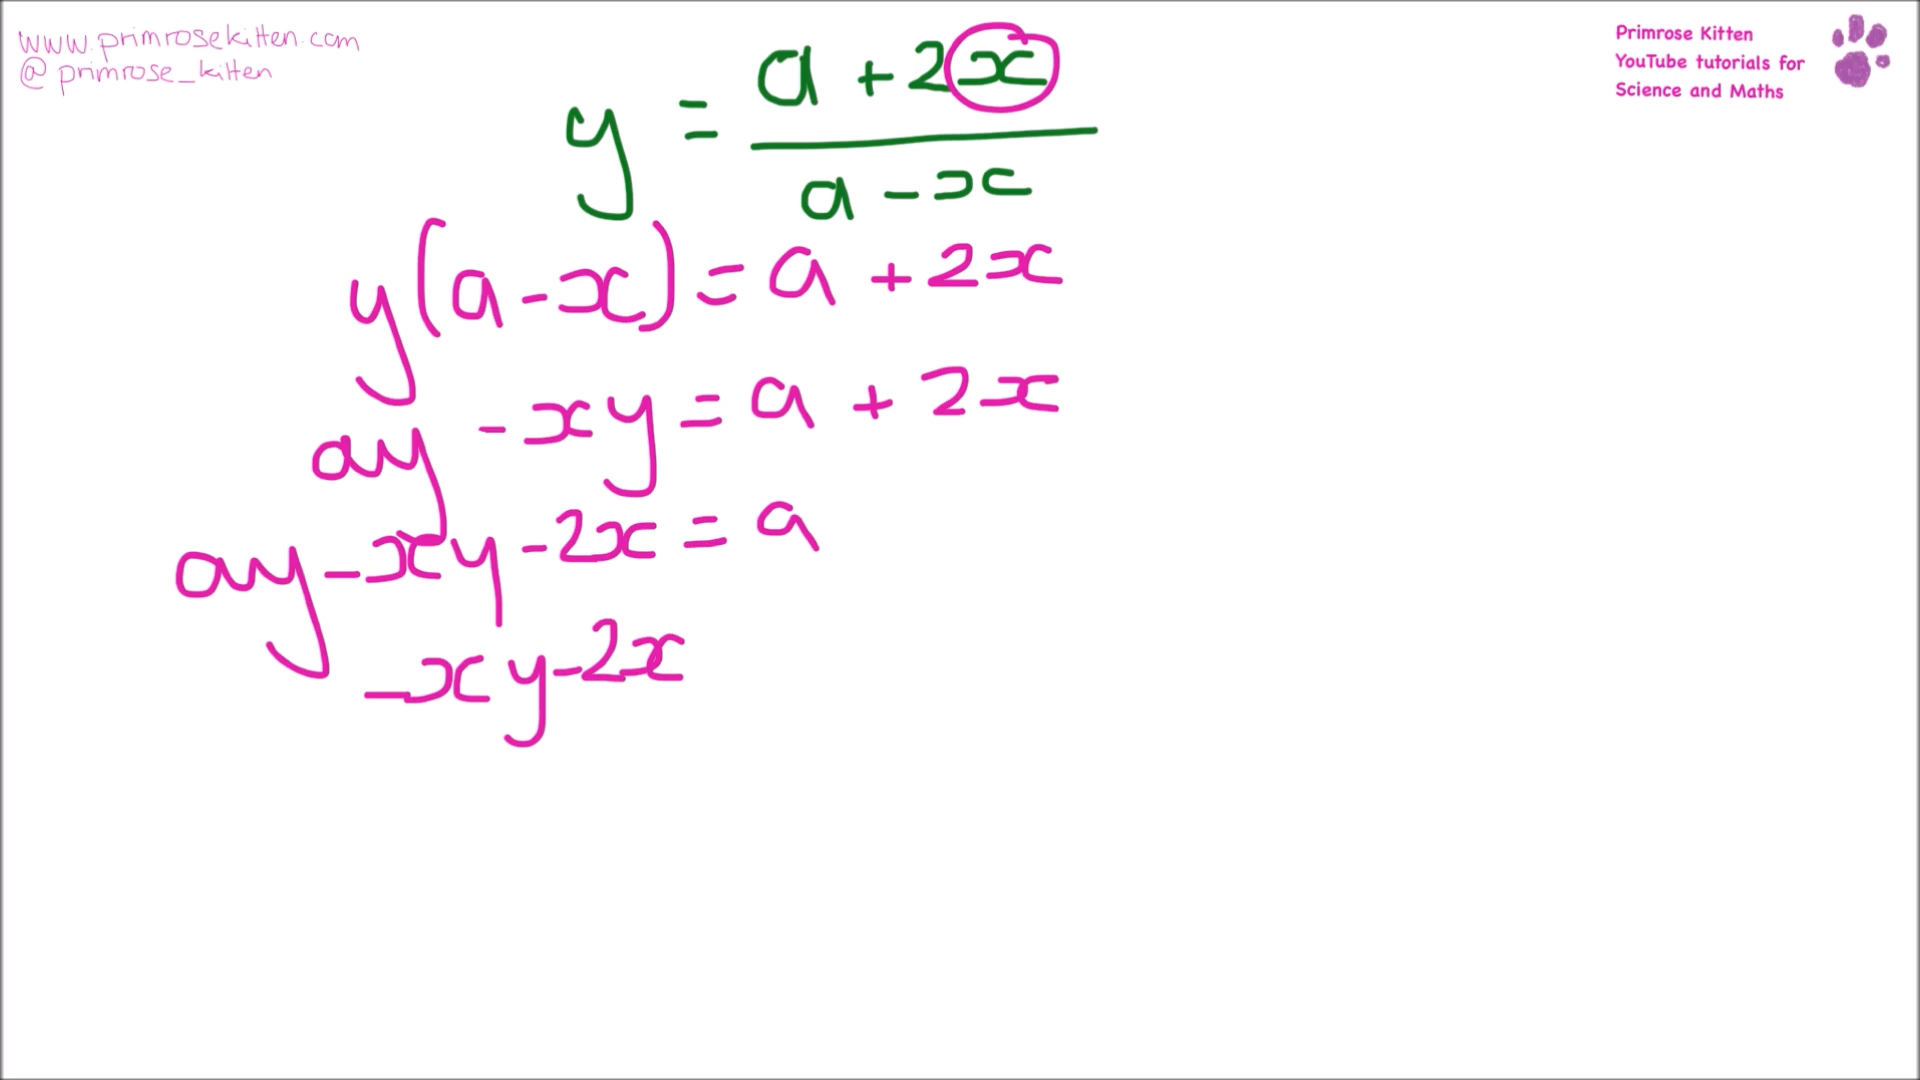 www.primrosekitten.com
@primrose_kitten
Primrose Kitten
YouTube tutorials for
Science and Maths
y = (a + 2x)/(a - x)
y(a - x) = a + 2x
ay - xy = a + 2x
ay - xy - 2x = a
-xy - 2x